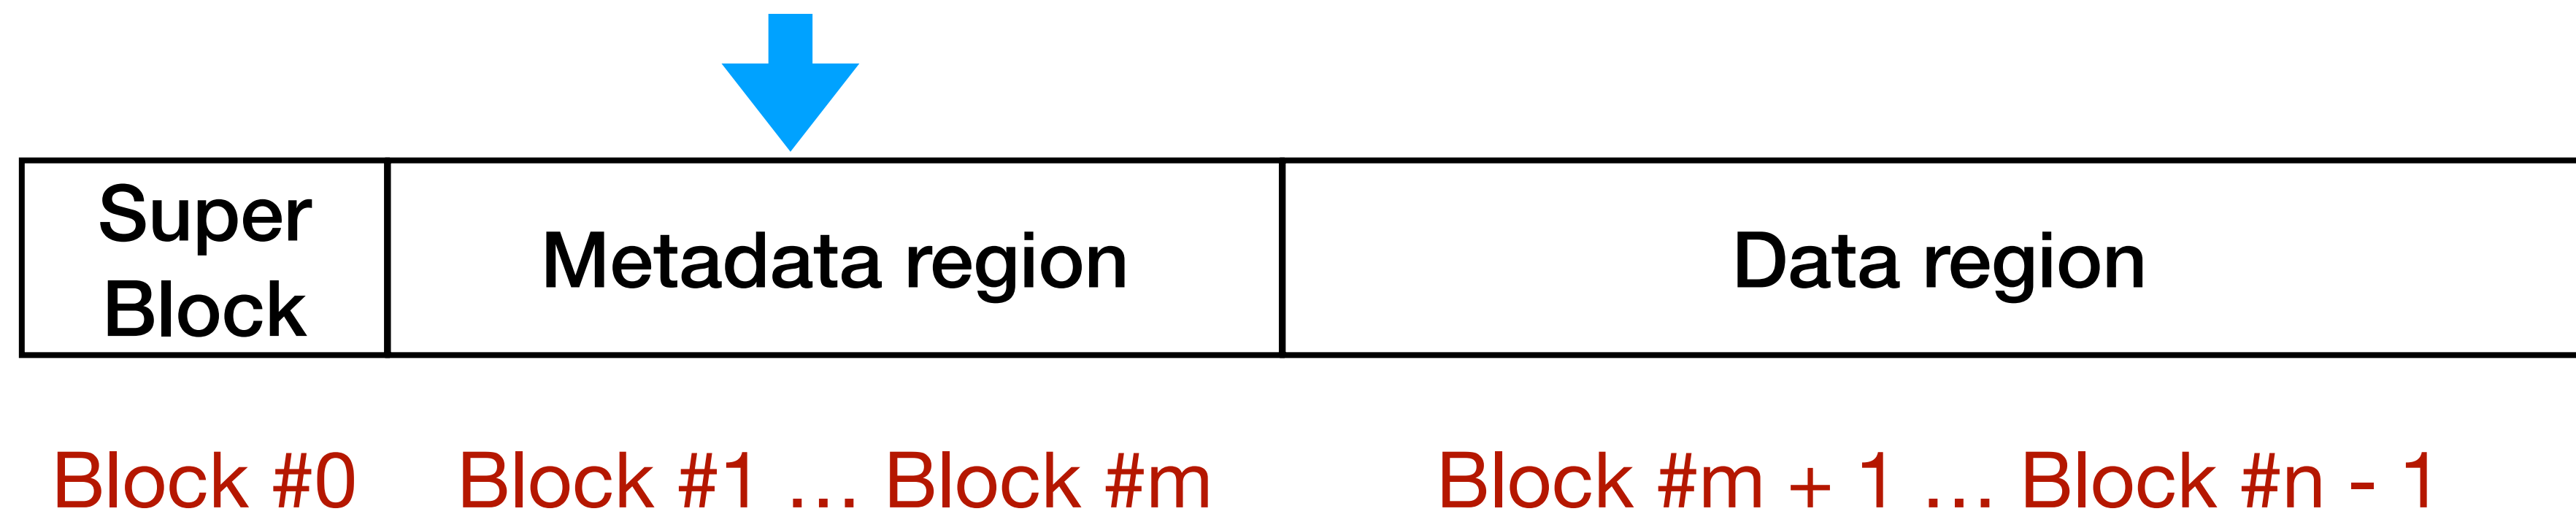 Super
Block
Metadata region
Data region
Block #0
Block #1 ... Block #m
Block #m + 1 ... Block #n - 1